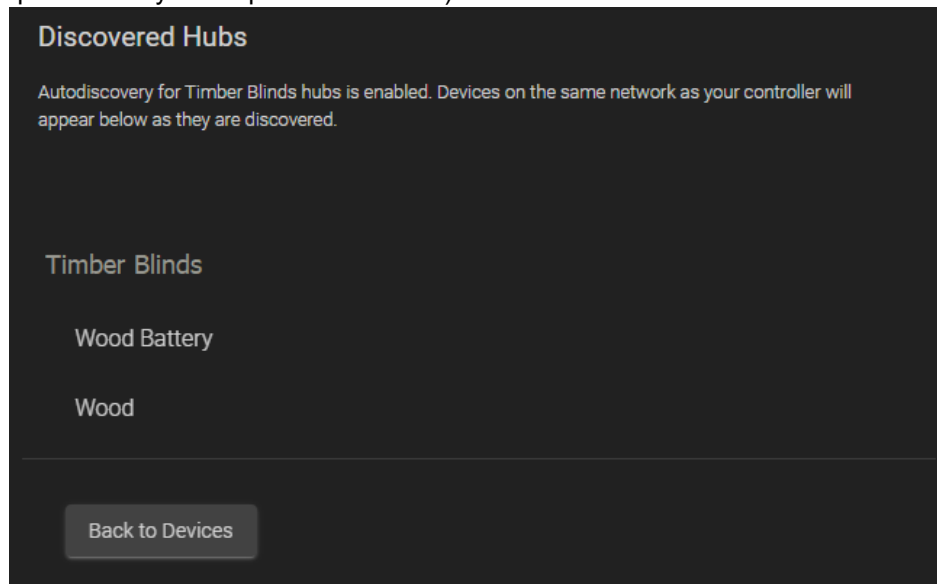 Discovered Hubs
Autodiscovery for Timber Blinds hubs is enabled. Devices on the same network as your controller will
appear below as they are discovered.
Timber Blinds
Wood Battery
Wood
Back to Devices